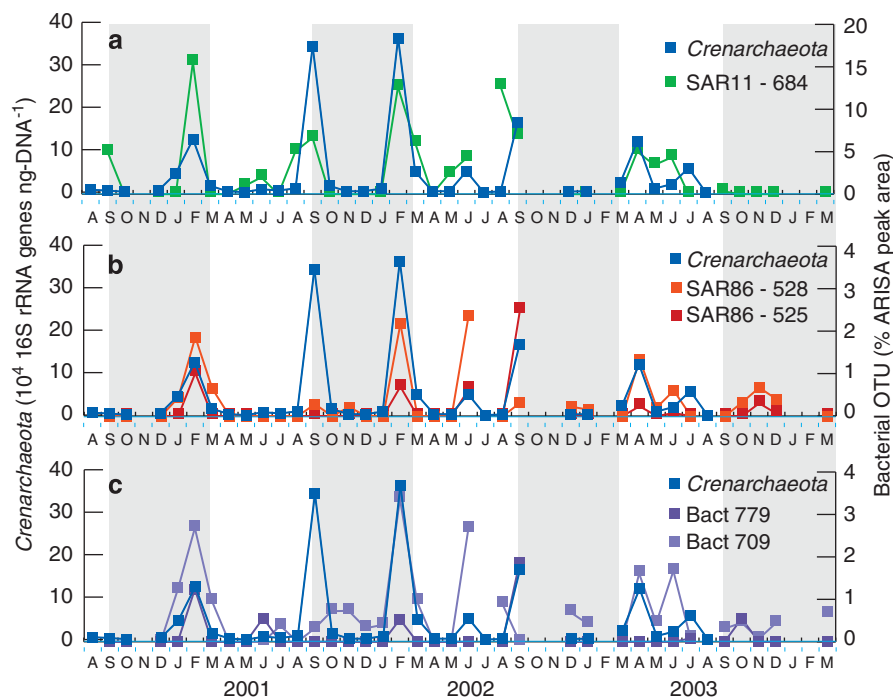 Crenarchaeota (10⁴ 16S rRNA genes ng-DNA⁻¹)
Bacterial OTU (% ARISA peak area)
a
40
30
20
10
0
20
15
10
5
0
Crenarchaeota
SAR11 - 684
A S O N D J F M A M J J A S O N D J F M A M J J A S O N D J F M A M J J A S O N D J F M
b
40
30
20
10
0
4
3
2
1
0
Crenarchaeota
SAR86 - 528
SAR86 - 525
A S O N D J F M A M J J A S O N D J F M A M J J A S O N D J F M A M J J A S O N D J F M
c
40
30
20
10
0
4
3
2
1
0
Crenarchaeota
Bact 779
Bact 709
A S O N D J F M A M J J A S O N D J F M A M J J A S O N D J F M A M J J A S O N D J F M
2001 2002 2003